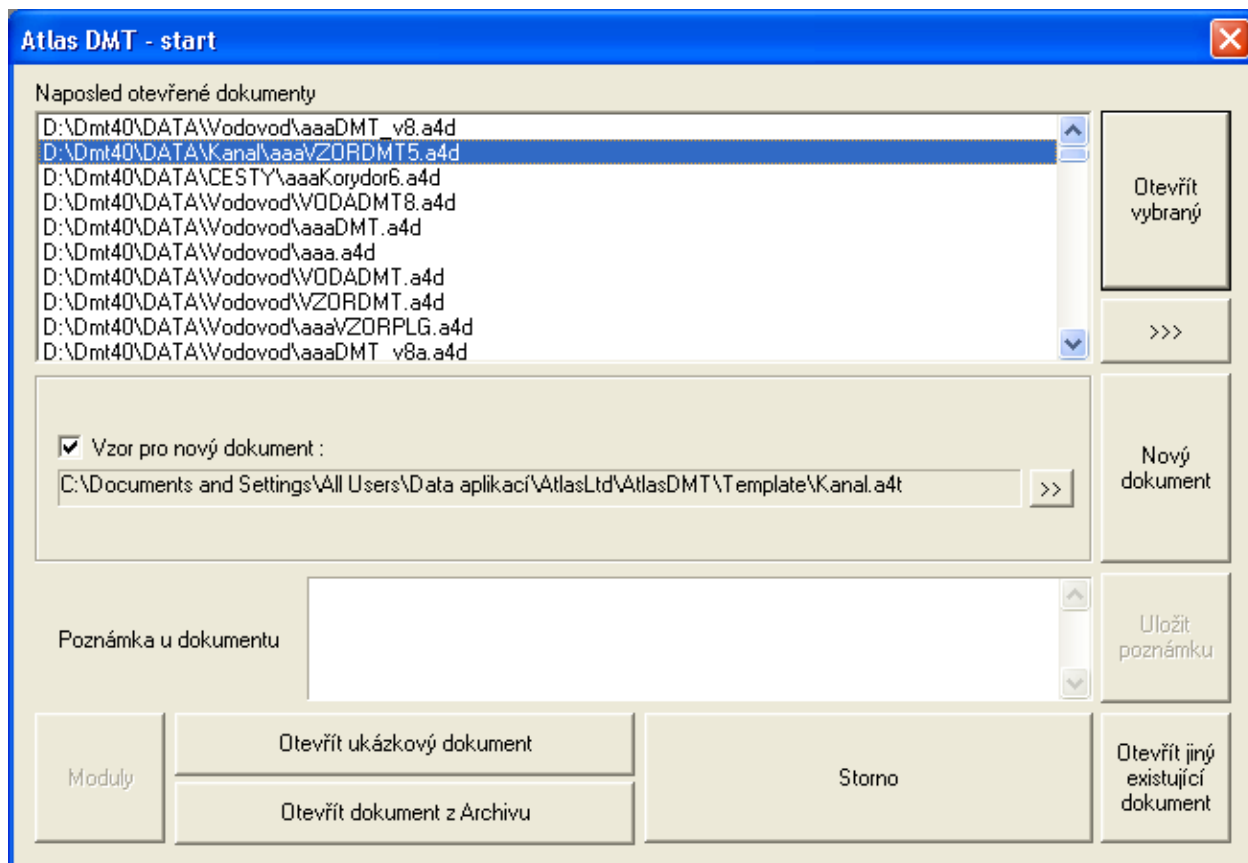 Atlas DMT - start
Naposled otevřené dokumenty
D:\Dmt40\DATA\Vodovod\aaaDMT_v8.a4d
D:\Dmt40\DATA\Kanal\aaaVZORDMT5.a4d
D:\Dmt40\DATA\CESTY\aaaKorydor6.a4d
D:\Dmt40\DATA\Vodovod\VODADMT8.a4d
D:\Dmt40\DATA\Vodovod\aaaDMT.a4d
D:\Dmt40\DATA\Vodovod\aaa.a4d
D:\Dmt40\DATA\Vodovod\VODADMT.a4d
D:\Dmt40\DATA\Vodovod\VZORDMT.a4d
D:\Dmt40\DATA\Vodovod\aaaVZORPLG.a4d
D:\Dmt40\DATA\Vodovod\aaaDMT_v8a.a4d
Otevřít
vybraný
>>>
Vzor pro nový dokument :
C:\Documents and Settings\All Users\Data aplikací\AtlasLtd\AtlasDMT\Template\Kanal.a4t
>>
Nový
dokument
Poznámka u dokumentu
Uložit
poznámku
Moduly
Otevřít ukázkový dokument
Otevřít dokument z Archivu
Storno
Otevřít jiný
existující
dokument